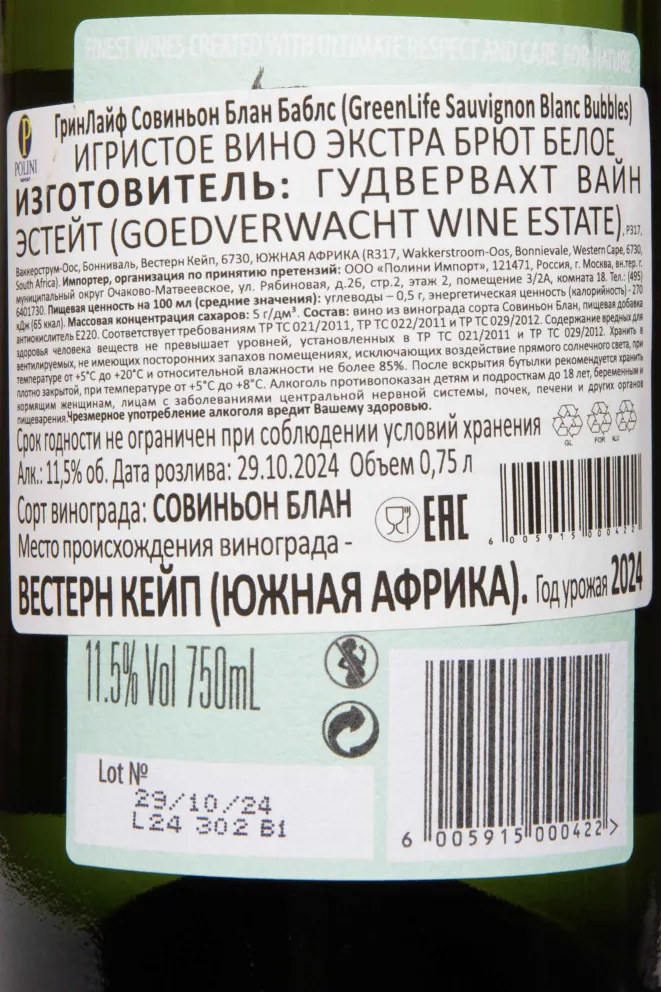 FINEST WINES CREATED WITH ULTIMATE RESPECT AND CARE FOR NATURE
POLINI
ГринЛайф Совиньон Блан Баблс (GreenLife Sauvignon Blanc Bubbles)
ИГРИСТОЕ ВИНО ЭКСТРА БРЮТ БЕЛОЕ
ИЗГОТОВИТЕЛЬ: ГУДВЕРВАХТ ВАЙН
ЭСТЕЙТ (GOEDVERWACHT WINE ESTATE), Р317,
Ваккерструм-Оос, Бонниваль, Вестерн Кейп, 6730, ЮЖНАЯ АФРИКА (R317, Wakkerstroom-Oos, Bonnievale, Western Cape, 6730,
South Africa). Импортер, организация по принятию претензий: ООО «Полини Импорт», 121471, Россия, г. Москва, вн.тер. г.
муниципальный округ Очаково-Матвеевское, ул. Рябиновая, д.26, стр.2, этаж 2, помещение 3/2А, комната 18. Тел.: (495)
6401730. Пищевая ценность на 100 мл (средние значения): углеводы – 0,5 г, энергетическая ценность (калорийность) - 270
кДж (65 ккал). Массовая концентрация сахаров: 5 г/дм³. Состав: вино из винограда сорта Совиньон Блан, пищевая добавка
антиокислитель Е220. Соответствует требованиям ТР ТС 021/2011, ТР ТС 022/2011 и ТР ТС 029/2012. Содержание вредных для
здоровья человека веществ не превышает уровней, установленных в ТР ТС 021/2011 и ТР ТС 029/2012. Хранить в
вентилируемых, не имеющих посторонних запахов помещениях, исключающих воздействие прямого солнечного света, при
температуре от +5°С до +20°С и относительной влажности не более 85%. После вскрытия бутылки рекомендуется хранить
плотно закрытой, при температуре от +5°С до +8°С. Алкоголь противопоказан детям и подросткам до 18 лет, беременным и
кормящим женщинам, лицам с заболеваниями центральной нервной системы, почек, печени и других органов
пищеварения. Чрезмерное употребление алкоголя вредит Вашему здоровью.
Срок годности не ограничен при соблюдении условий хранения
GL FOR ALU
Алк.: 11,5% об. Дата розлива: 29.10.2024 Объем 0,75 л
Сорт винограда: СОВИНЬОН БЛАН
EAC
6 005915 000422
Место происхождения винограда -
ВЕСТЕРН КЕЙП (ЮЖНАЯ АФРИКА). Год урожая 2024
11.5% Vol 750mL
Lot №
29/10/24
L24 302 B1
6 005915 000422 >